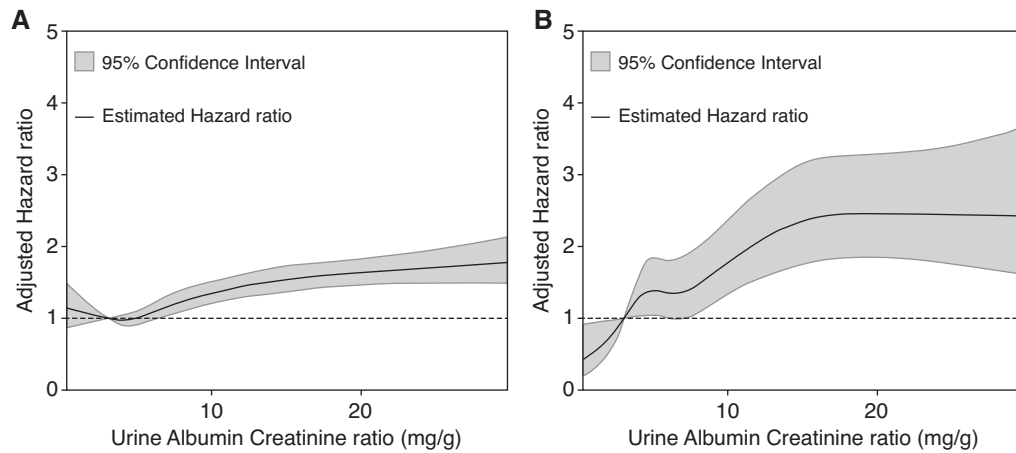 A
5
4
3
2
1
0
Adjusted Hazard ratio
95% Confidence Interval
Estimated Hazard ratio
10
20
Urine Albumin Creatinine ratio (mg/g)
B
5
4
3
2
1
0
Adjusted Hazard ratio
95% Confidence Interval
Estimated Hazard ratio
10
20
Urine Albumin Creatinine ratio (mg/g)